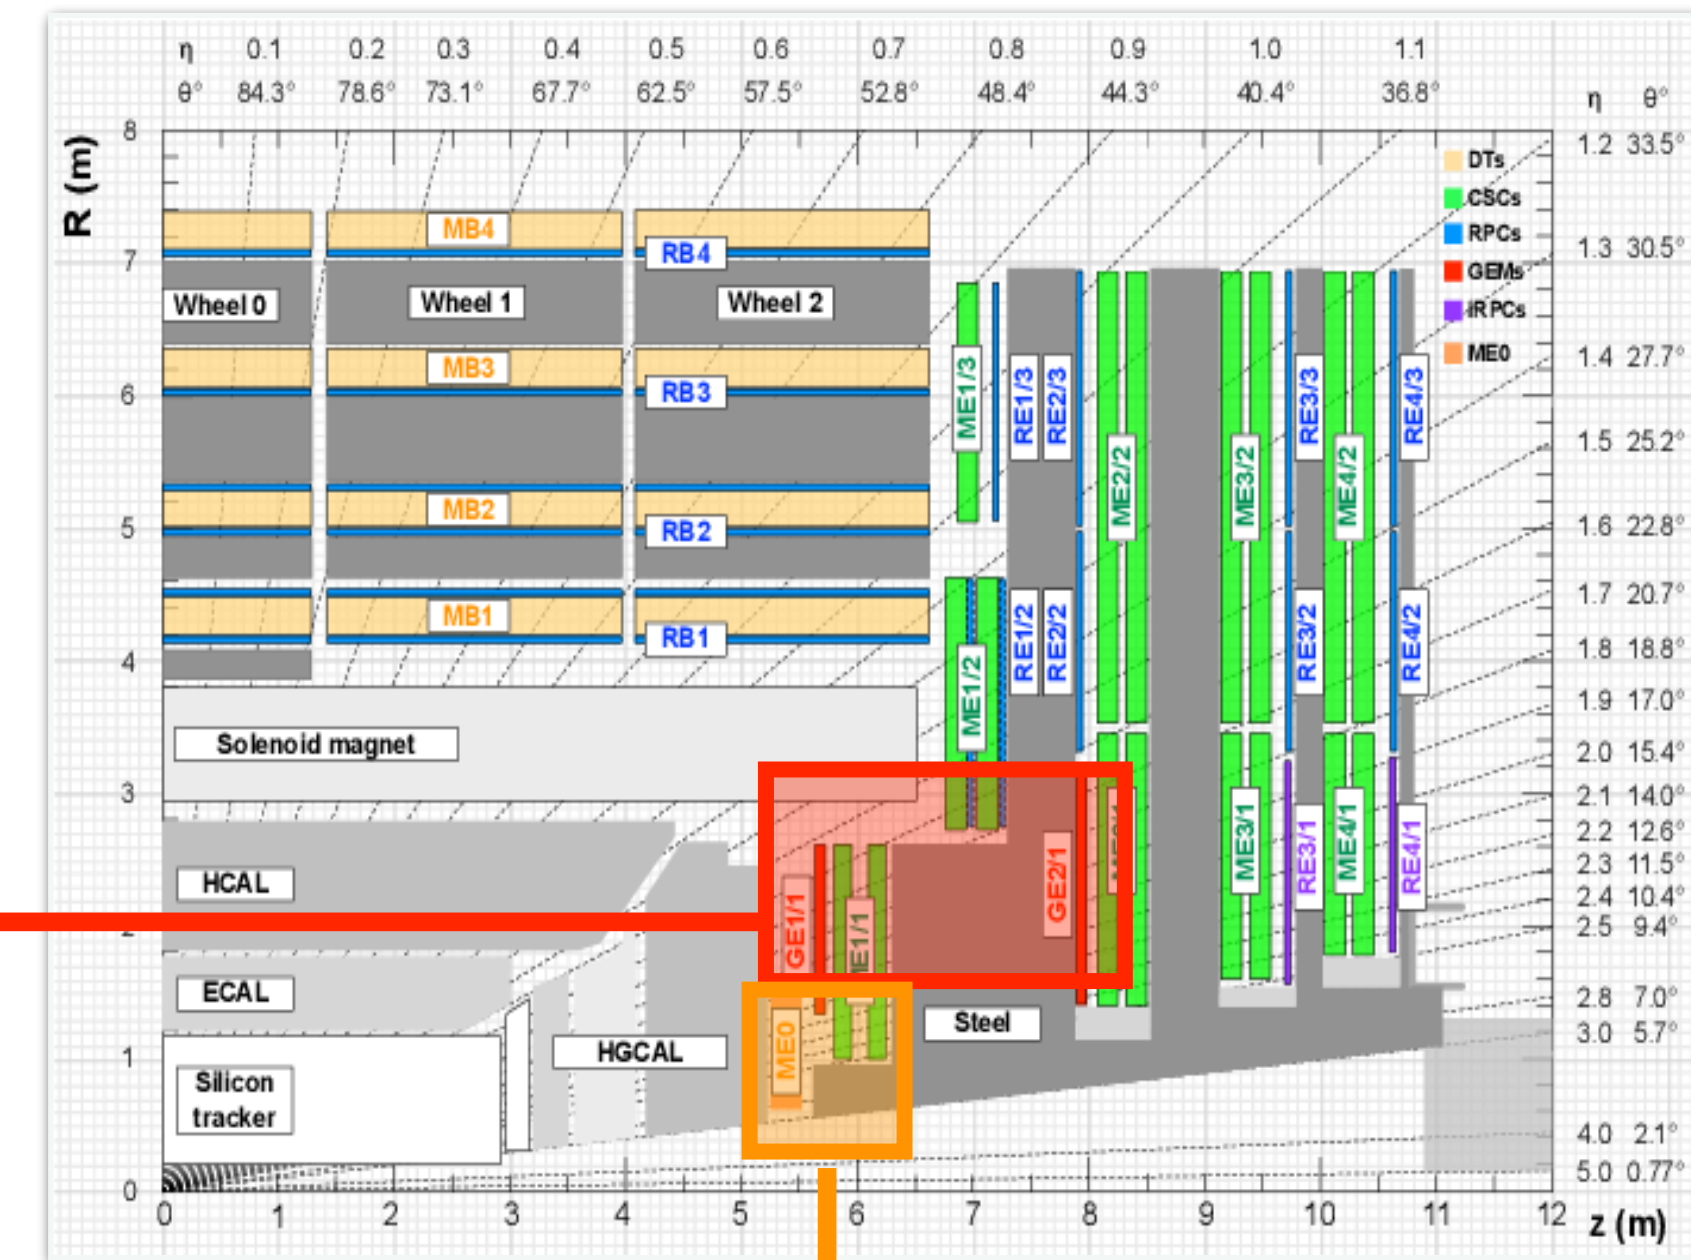 η 0.1 0.2 0.3 0.4 0.5 0.6 0.7 0.8 0.9 1.0 1.1
θ° 84.3° 78.6° 73.1° 67.7° 62.5° 57.5° 52.8° 48.4° 44.3° 40.4° 36.8° η θ°
R (m)
8
7
6
5
4
3
2
1
0
1.2 33.5°
1.3 30.5°
1.4 27.7°
1.5 25.2°
1.6 22.8°
1.7 20.7°
1.8 18.8°
1.9 17.0°
2.0 15.4°
2.1 14.0°
2.2 12.6°
2.3 11.5°
2.4 10.4°
2.5 9.4°
2.8 7.0°
3.0 5.7°
4.0 2.1°
5.0 0.77°
DTs
CSCs
RPCs
GEMs
iRPCs
ME0
MB4
RB4
Wheel 0
Wheel 1
Wheel 2
MB3
RB3
MB2
RB2
MB1
RB1
ME1/3
RE1/3
RE2/3
ME2/2
ME3/2
RE3/3
ME4/2
RE4/3
ME1/2
RE1/2
RE2/2
RE3/2
RE4/2
Solenoid magnet
HCAL
ECAL
Silicon
tracker
HGCAL
GE1/1
ME1/1
GE2/1
ME3/1
RE3/1
ME4/1
RE4/1
ME0
Steel
0 1 2 3 4 5 6 7 8 9 10 11 12
z (m)